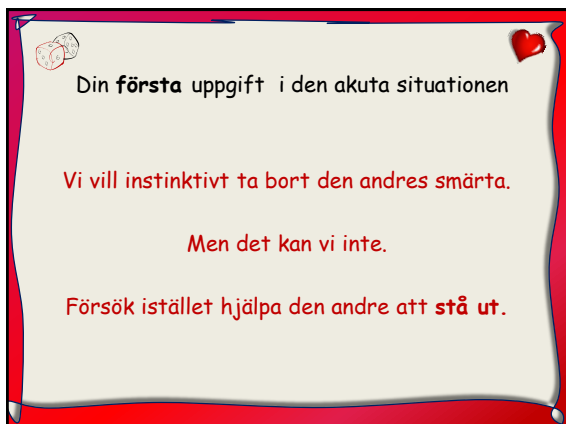 Din första uppgift i den akuta situationen
Vi vill instinktivt ta bort den andres smärta.
Men det kan vi inte.
Försök istället hjälpa den andre att stå ut.